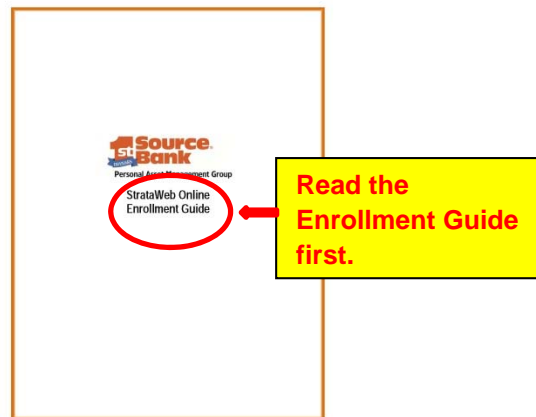 1st Source.
Bank
Personal Asset Management Group
StrataWeb Online
Enrollment Guide
Read the
Enrollment Guide
first.